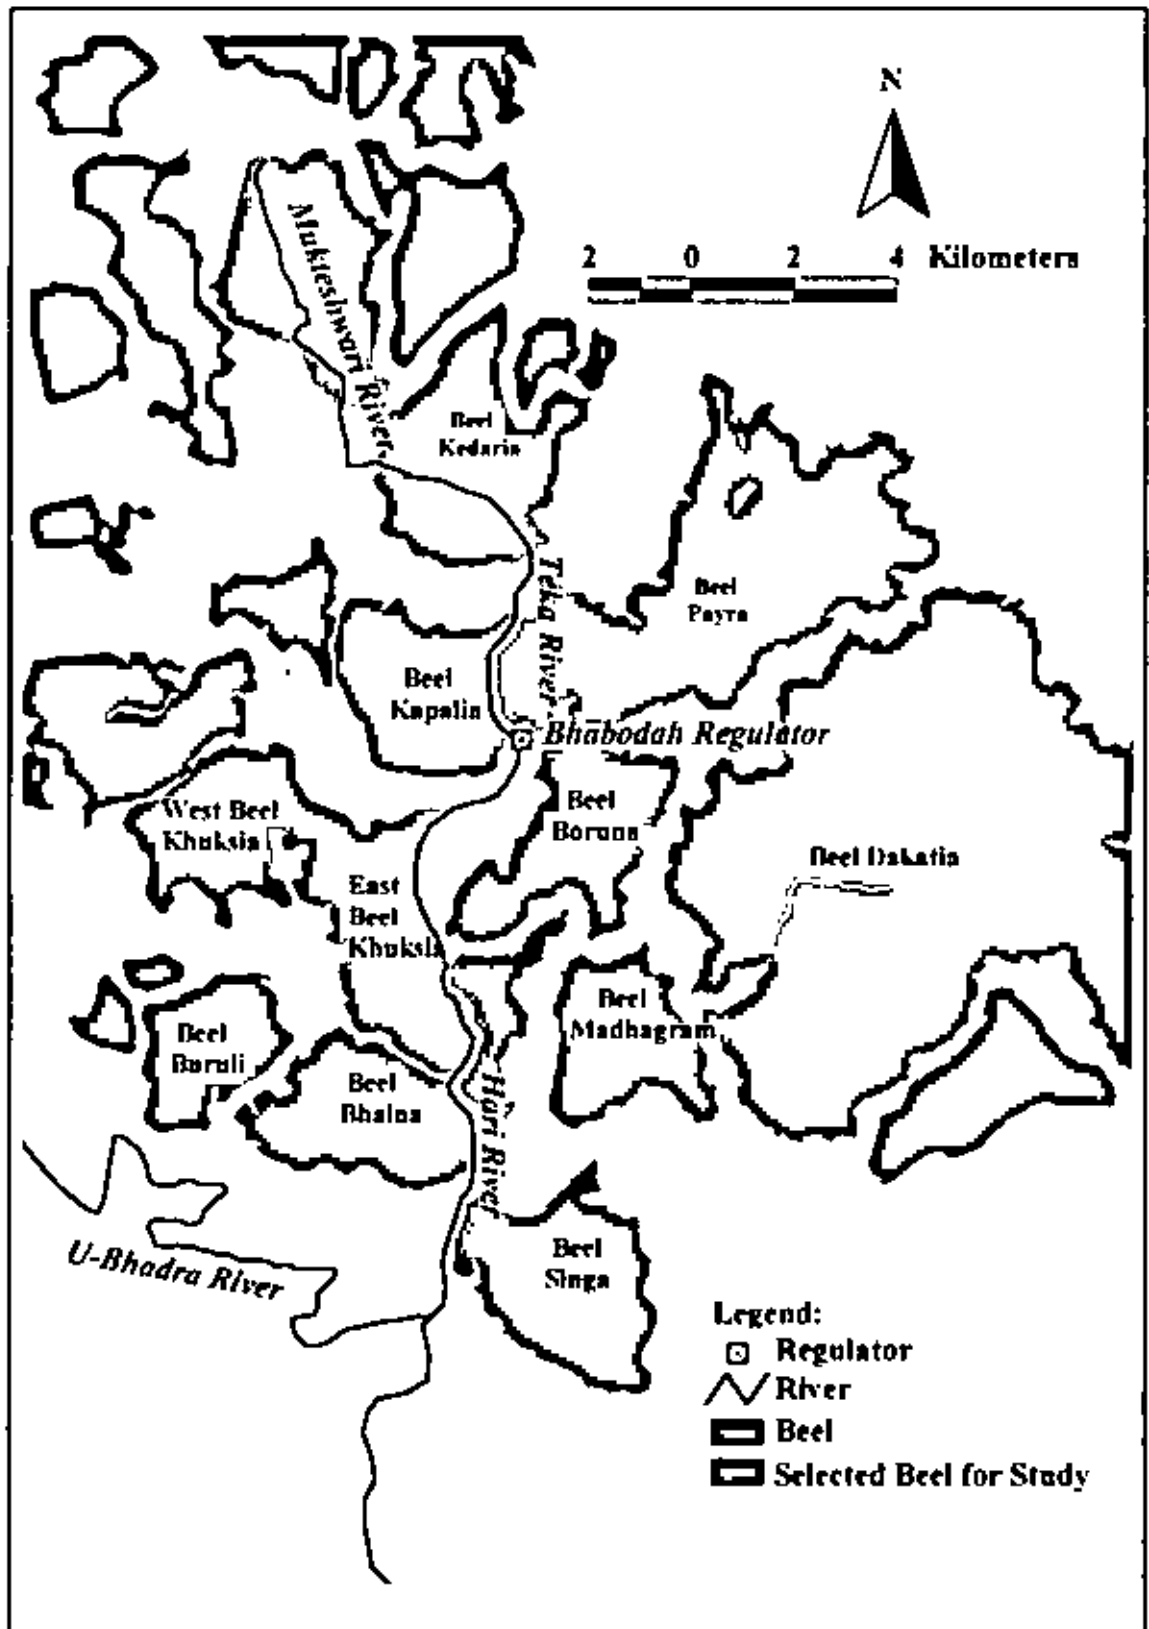 N
2 0 2 4 Kilometers
Mukteshwari River
Beel
Kedaria
Teka River
Beel
Payra
Beel
Kapalia
Bhabodah Regulator
West Beel
Khuksia
Beel
Boruna
Beel Dakatia
East
Beel
Khuksia
Beel
Madhagram
Beel
Buruli
Beel
Bhaina
Hari River
U-Bhadra River
Beel
Singa
Legend:
Regulator
River
Beel
Selected Beel for Study